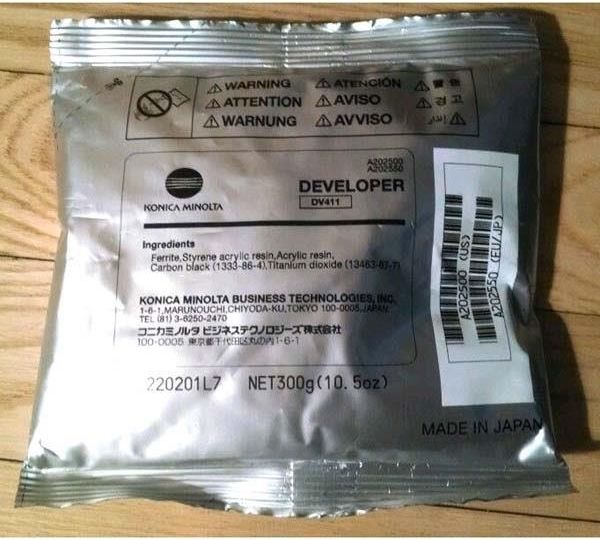 ⚠WARNING ⚠ATENCIÓN ⚠警告
⚠ATTENTION ⚠AVISO ⚠경고
⚠WARNUNG ⚠AVVISO
A202500
A202550
DEVELOPER
DV411
KONICA MINOLTA
Ingredients
Ferrite,Styrene acrylic resin,Acrylic resin,
Carbon black (1333-86-4),Titanium dioxide (13463-67-7)
KONICA MINOLTA BUSINESS TECHNOLOGIES, INC.
1-6-1,MARUNOUCHI,CHIYODA-KU,TOKYO 100-0005,JAPAN
TEL (81) 3-6250-2470
コニカミノルタ ビジネステクノロジーズ 株式会社
100-0005 東京都千代田区丸の内1-6-1
220201L7 NET300g(10.5oz)
A202500 (US)
A202550 (EU/JP)
MADE IN JAPAN